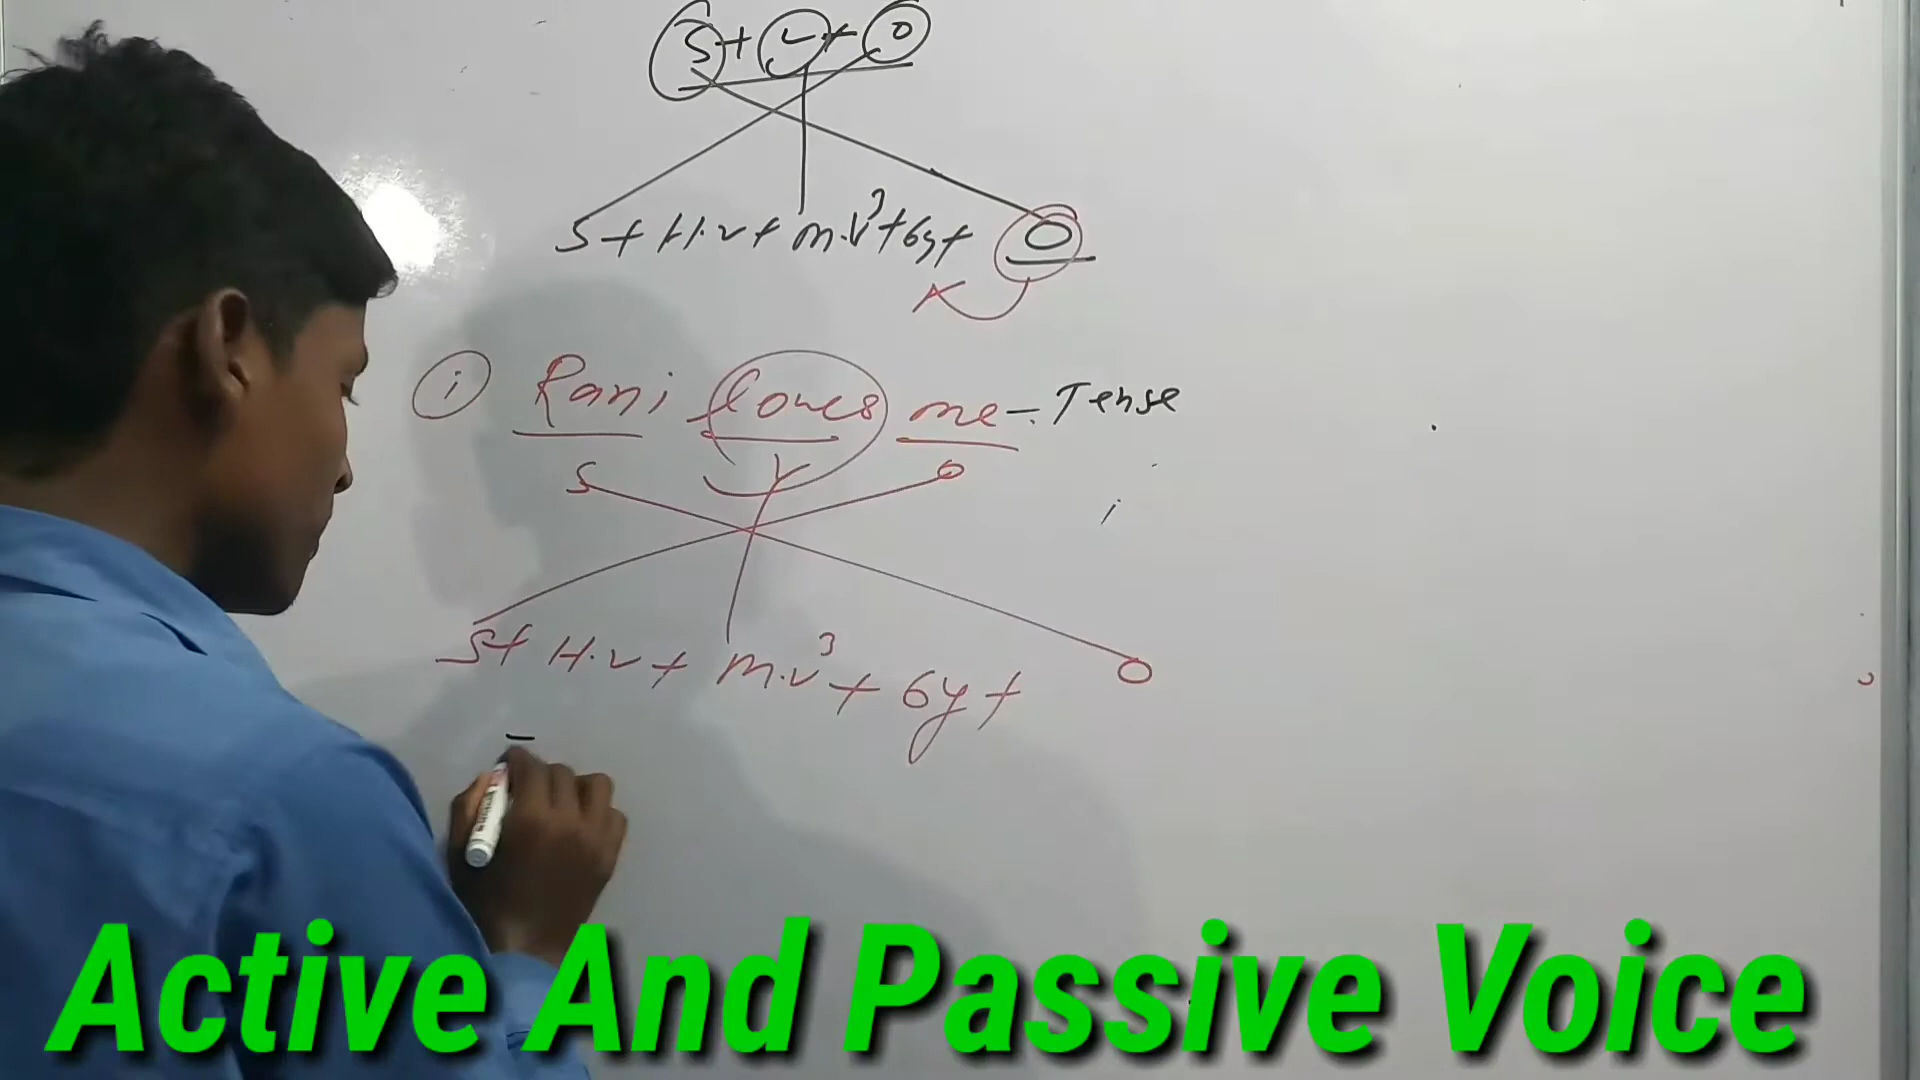 S + V + O
S + H.V + M.V³ + by + O
(i) Rani loves me - Tense
S V O
i
S + H.V + M.V³ + by + O
Active And Passive Voice